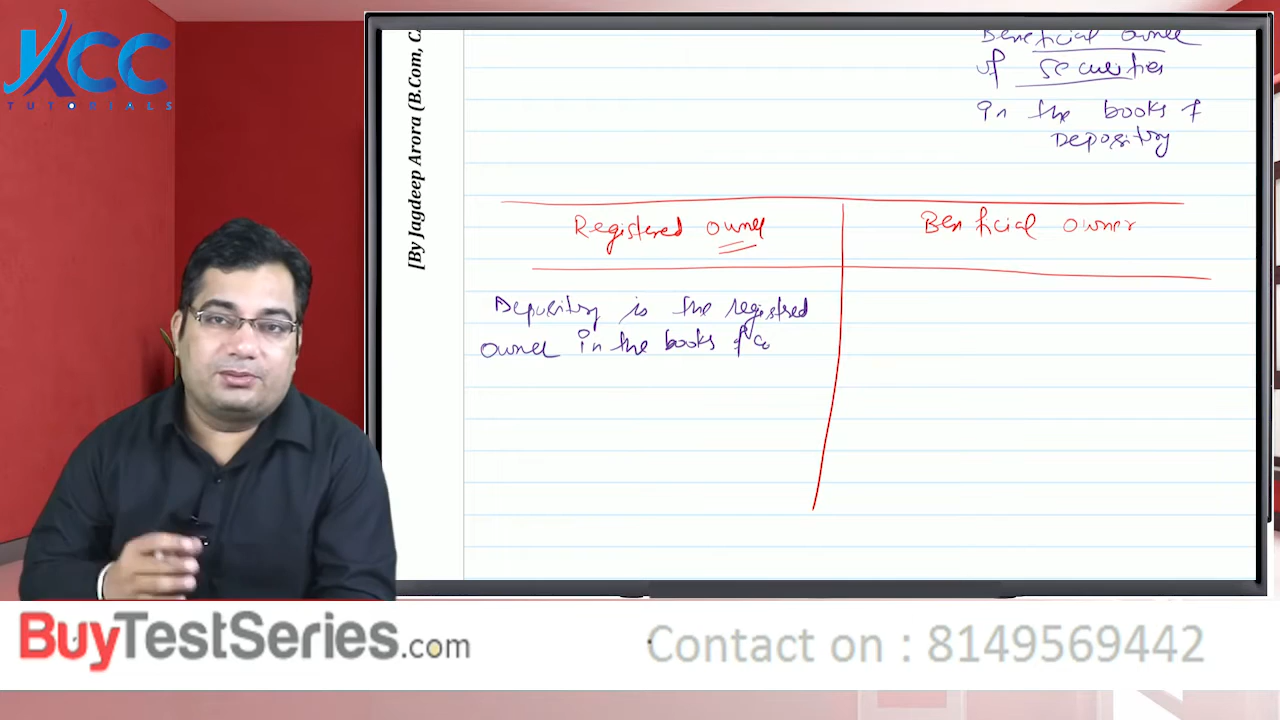 KCC
TUTORIALS
[By Jagdeep Arora (B.Com, C
Beneficial owner
of Securities
in the books of
Depository
Registered owner
Beneficial owner
Depository is the registred
owner in the books of co
BuyTestSeries.com
Contact on : 8149569442